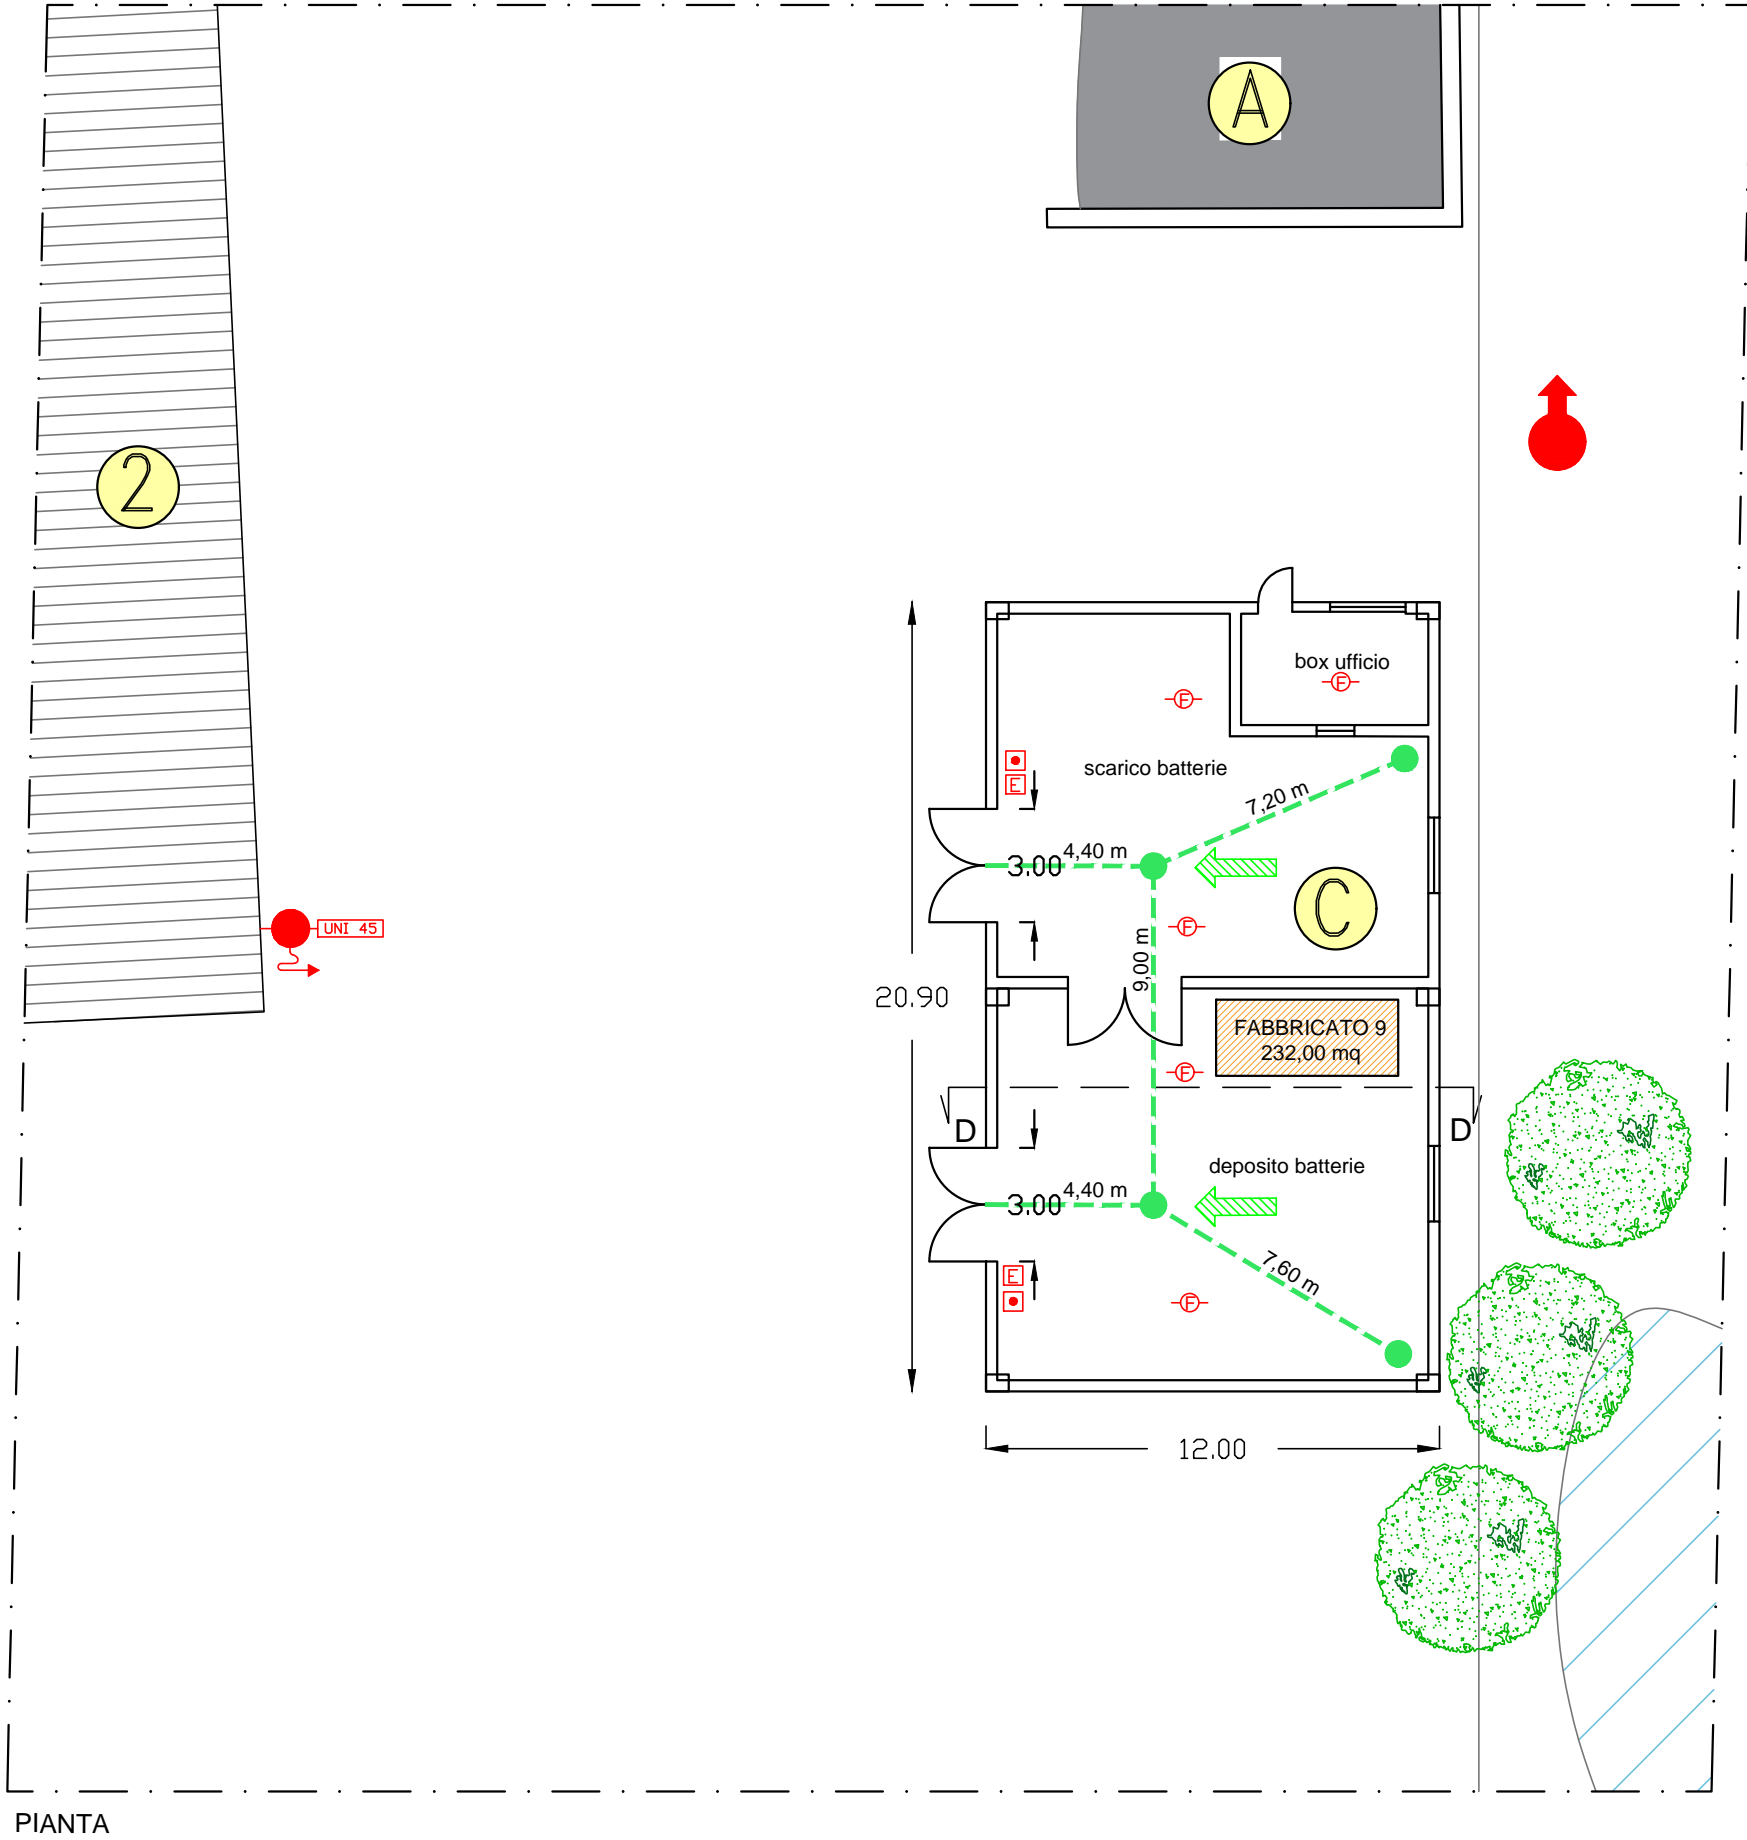 A
2
box ufficio
F
F
scarico batterie
E
7,20 m
4,40 m
3.00
C
F
UNI 45
9,00 m
20.90
FABBRICATO 9
232,00 mq
F
D
D
deposito batterie
4,40 m
3.00
7,60 m
E
F
12.00
PIANTA